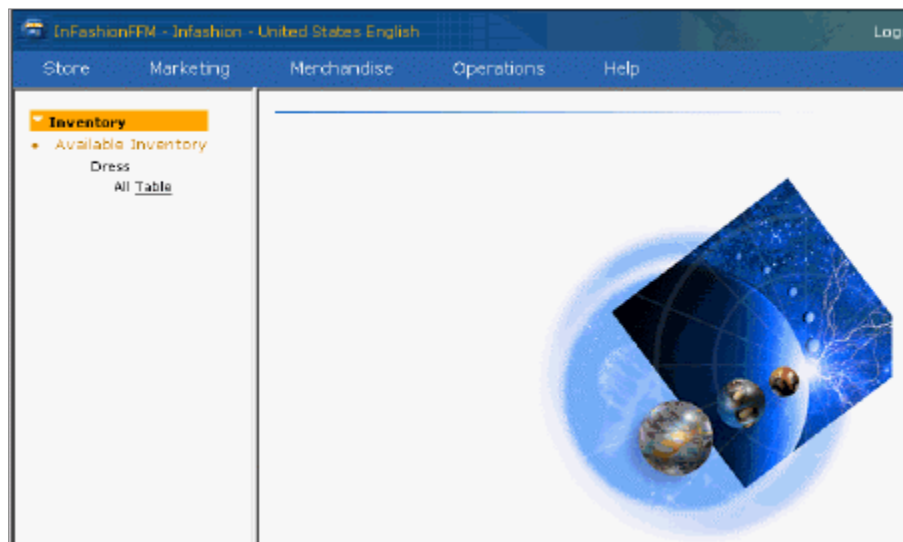 InFashionFFM - Infashion - United States English
Log
Store Marketing Merchandise Operations Help
Inventory
Available Inventory
Dress
All Table